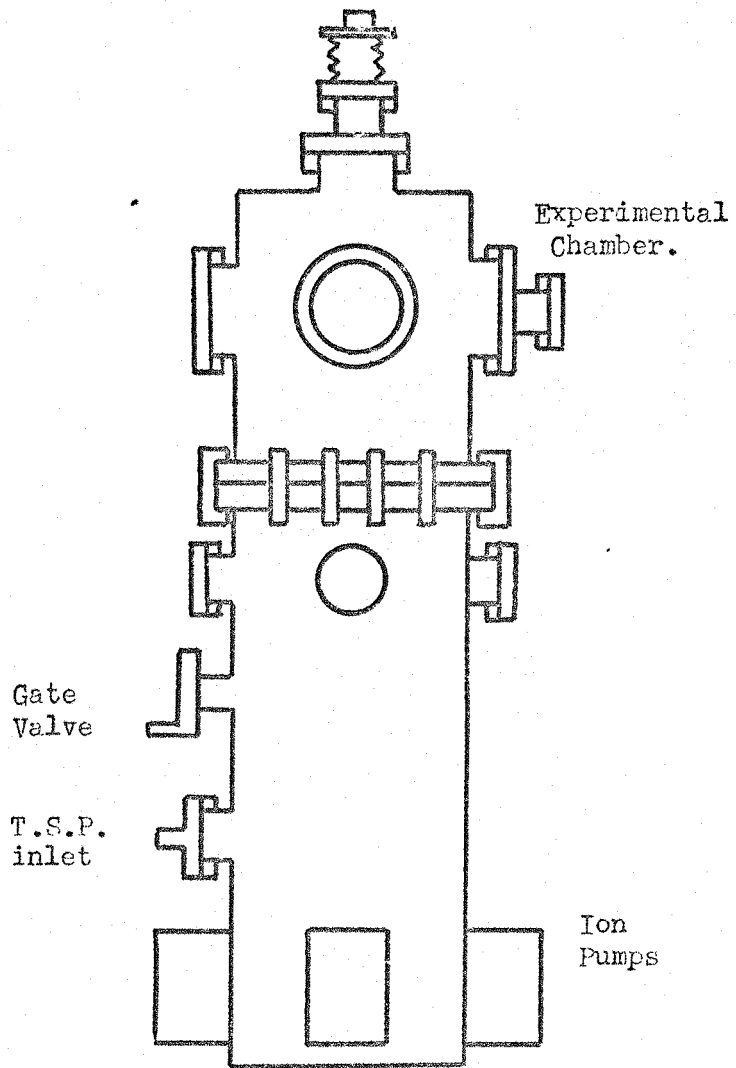 Experimental
Chamber.
Gate
Valve
T.S.P.
inlet
Ion
Pumps